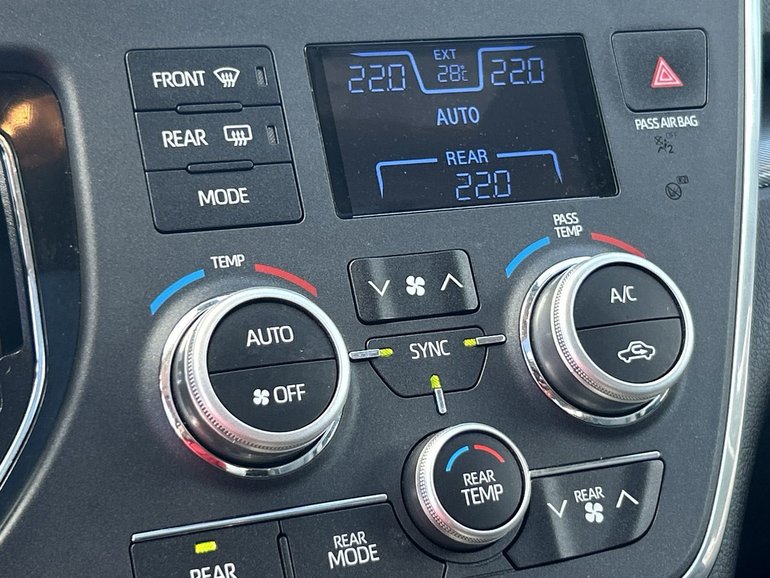 FRONT
REAR
MODE
EXT
22.0 28°C 22.0
AUTO
REAR
22.0
PASS AIR BAG
TEMP
PASS
TEMP
AUTO
OFF
SYNC
A/C
REAR
TEMP
REAR
REAR
REAR
MODE